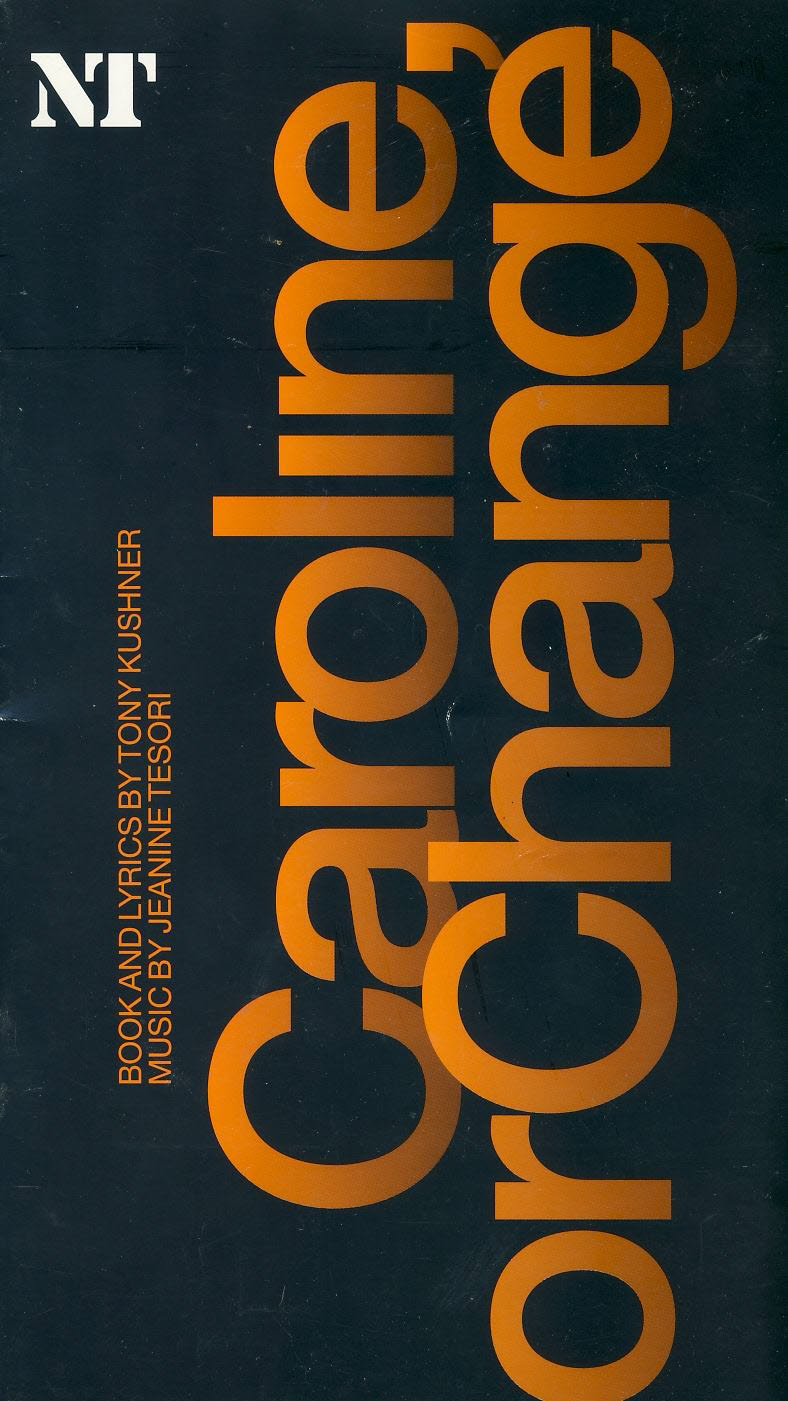 NT
BOOK AND LYRICS BY TONY KUSHNER
MUSIC BY JEANINE TESORI
Caroline,
or Change